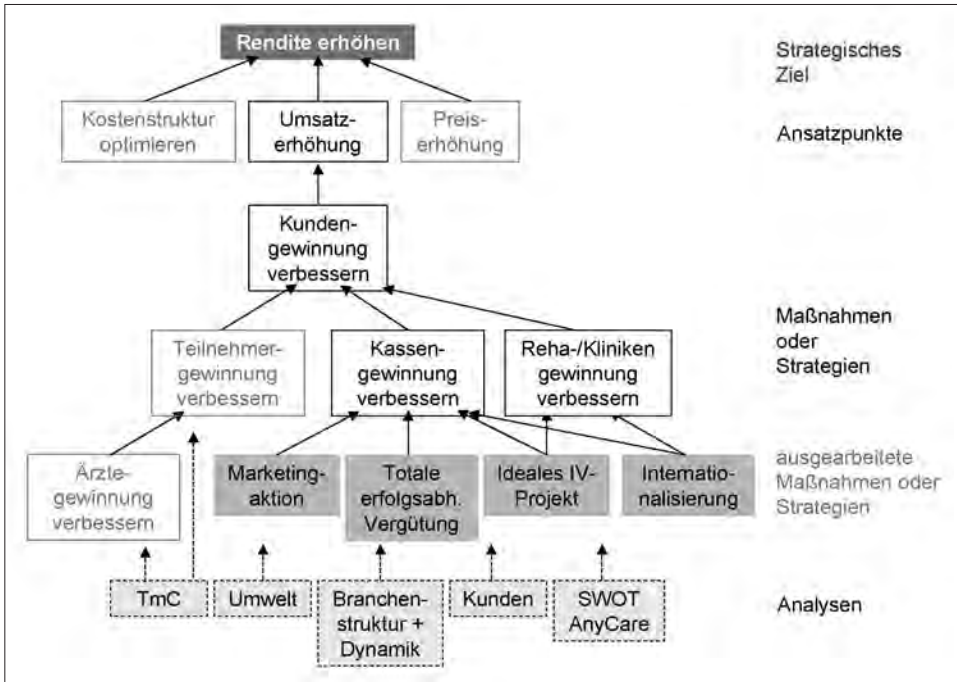 Rendite erhöhen
Strategisches
Ziel
Kostenstruktur
optimieren
Umsatz-
erhöhung
Preis-
erhöhung
Ansatzpunkte
Kunden-
gewinnung
verbessern
Teilnehmer-
gewinnung
verbessern
Kassen-
gewinnung
verbessern
Reha-/Kliniken
gewinnung
verbessern
Maßnahmen
oder
Strategien
Ärzte-
gewinnung
verbessern
Marketing-
aktion
Totale
erfolgsabh.
Vergütung
Ideales IV-
Projekt
Internatio-
nalisierung
ausgearbeitete
Maßnahmen oder
Strategien
TmC
Umwelt
Branchen-
struktur +
Dynamik
Kunden
SWOT
AnyCare
Analysen